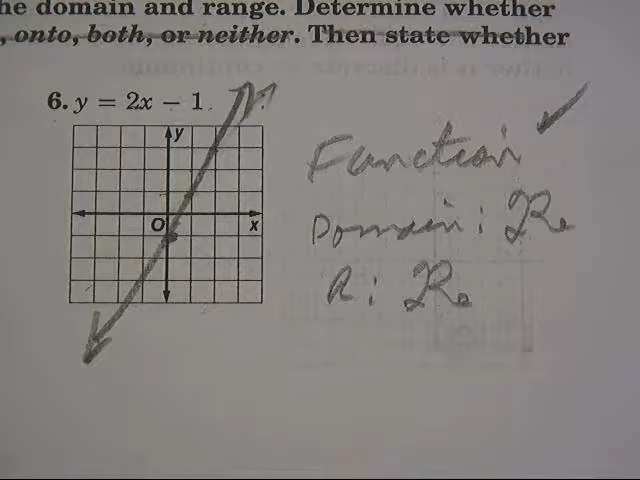 he domain and range. Determine whether
, onto, both, or neither. Then state whether
6. y = 2x − 1
y
O
x
Function
Domain: R
R: R